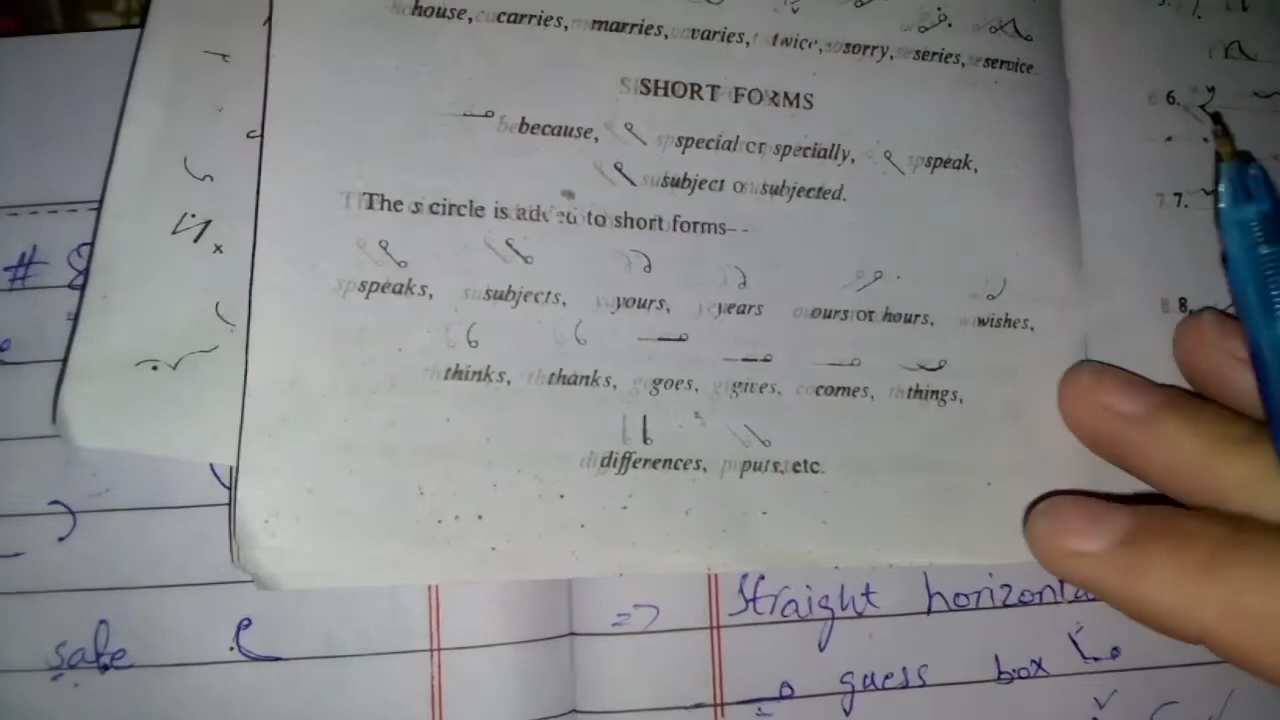 house, carries, marries, varies, twice, sorry, series, service.
SHORT FORMS
because, special or specially, speak,
subject or subjected.
The s circle is added to short forms--
speaks, subjects, yours, years ours or hours, wishes,
thinks, thanks, goes, gives, comes, things,
differences, puts, etc.
6.
7.
8.
# 8
safe
=> Straight
guess box